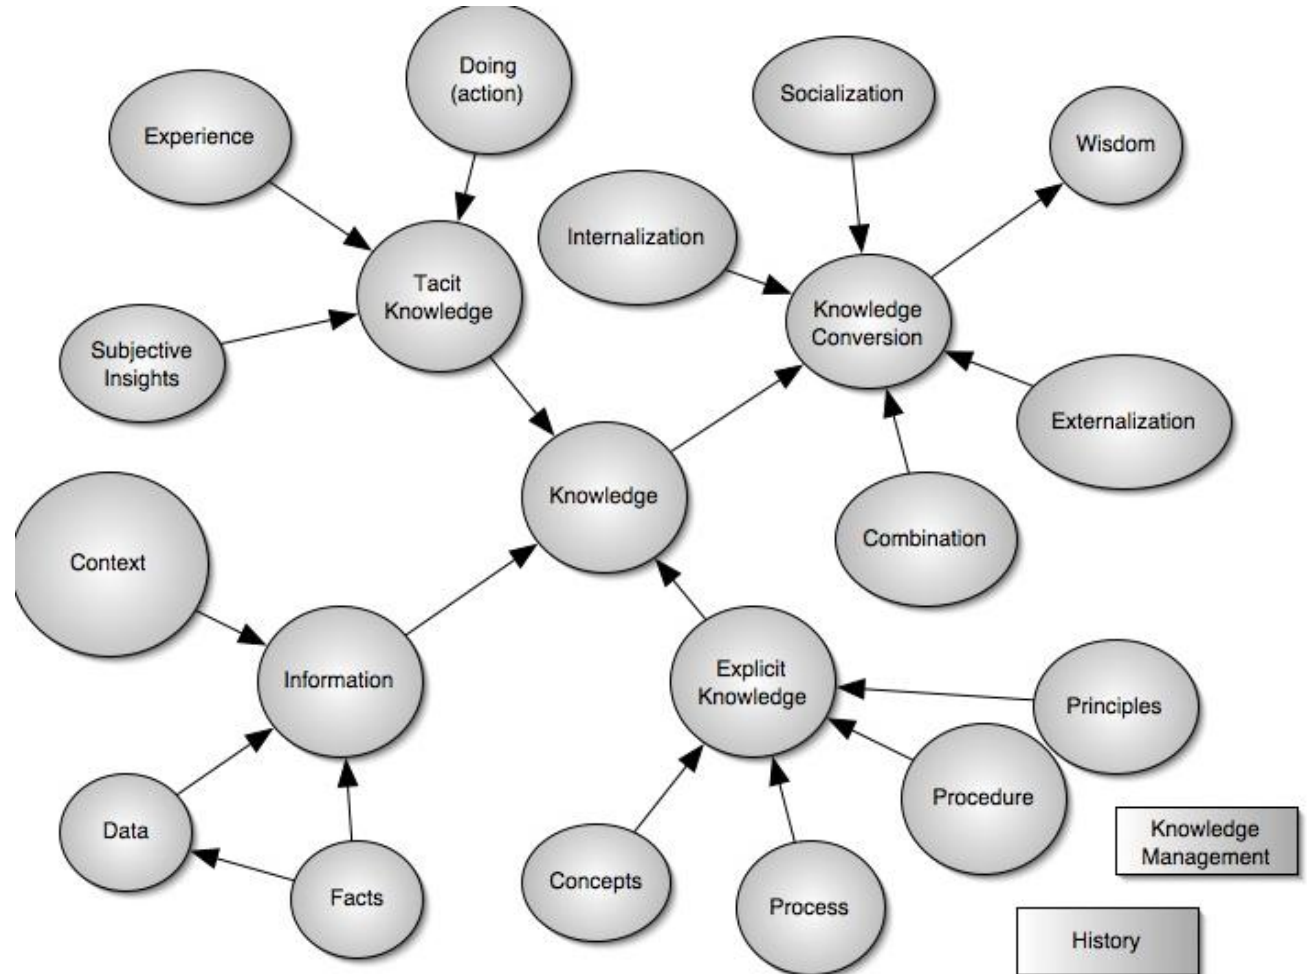 Doing
(action)
Socialization
Experience
Wisdom
Internalization
Tacit
Knowledge
Knowledge
Conversion
Subjective
Insights
Externalization
Knowledge
Combination
Context
Information
Explicit
Knowledge
Principles
Procedure
Data
Knowledge
Management
Concepts
Facts
Process
History